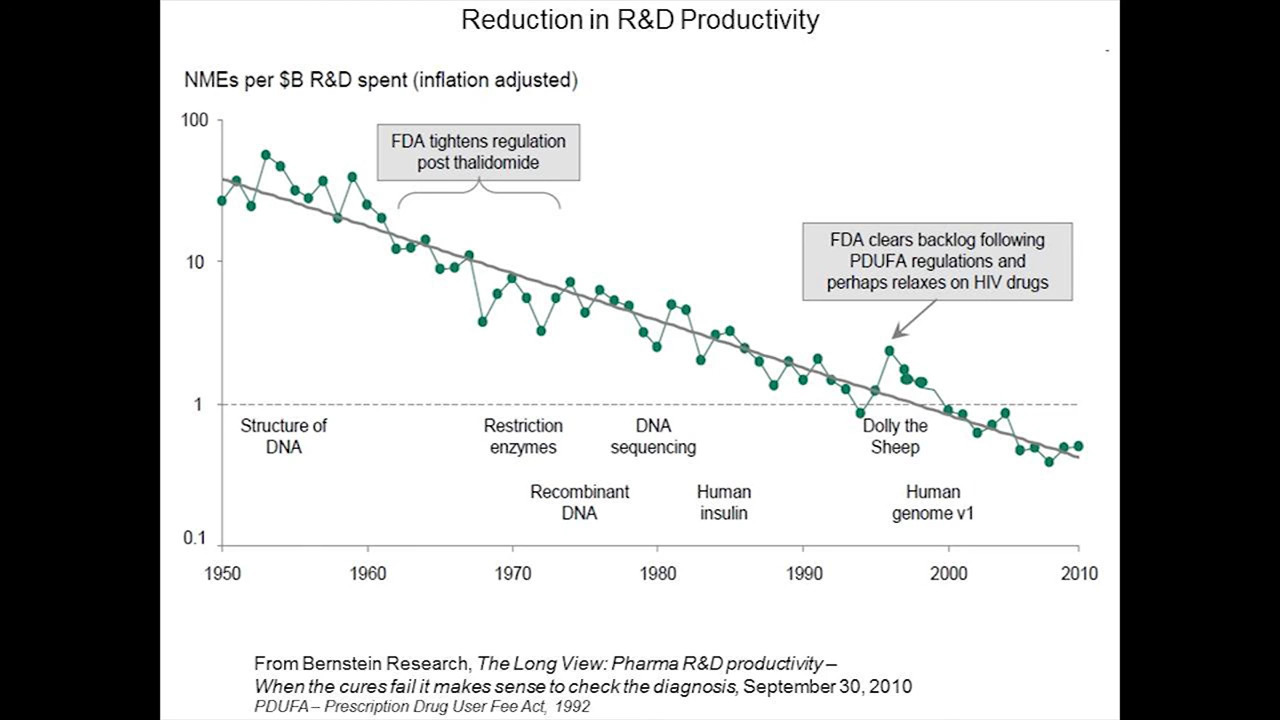 Reduction in R&D Productivity
NMEs per $B R&D spent (inflation adjusted)
100
10
1
0.1
FDA tightens regulation
post thalidomide
FDA clears backlog following
PDUFA regulations and
perhaps relaxes on HIV drugs
Structure of
DNA
Restriction
enzymes
DNA
sequencing
Dolly the
Sheep
Recombinant
DNA
Human
insulin
Human
genome v1
1950 1960 1970 1980 1990 2000 2010
From Bernstein Research, The Long View: Pharma R&D productivity –
When the cures fail it makes sense to check the diagnosis, September 30, 2010
PDUFA – Prescription Drug User Fee Act, 1992